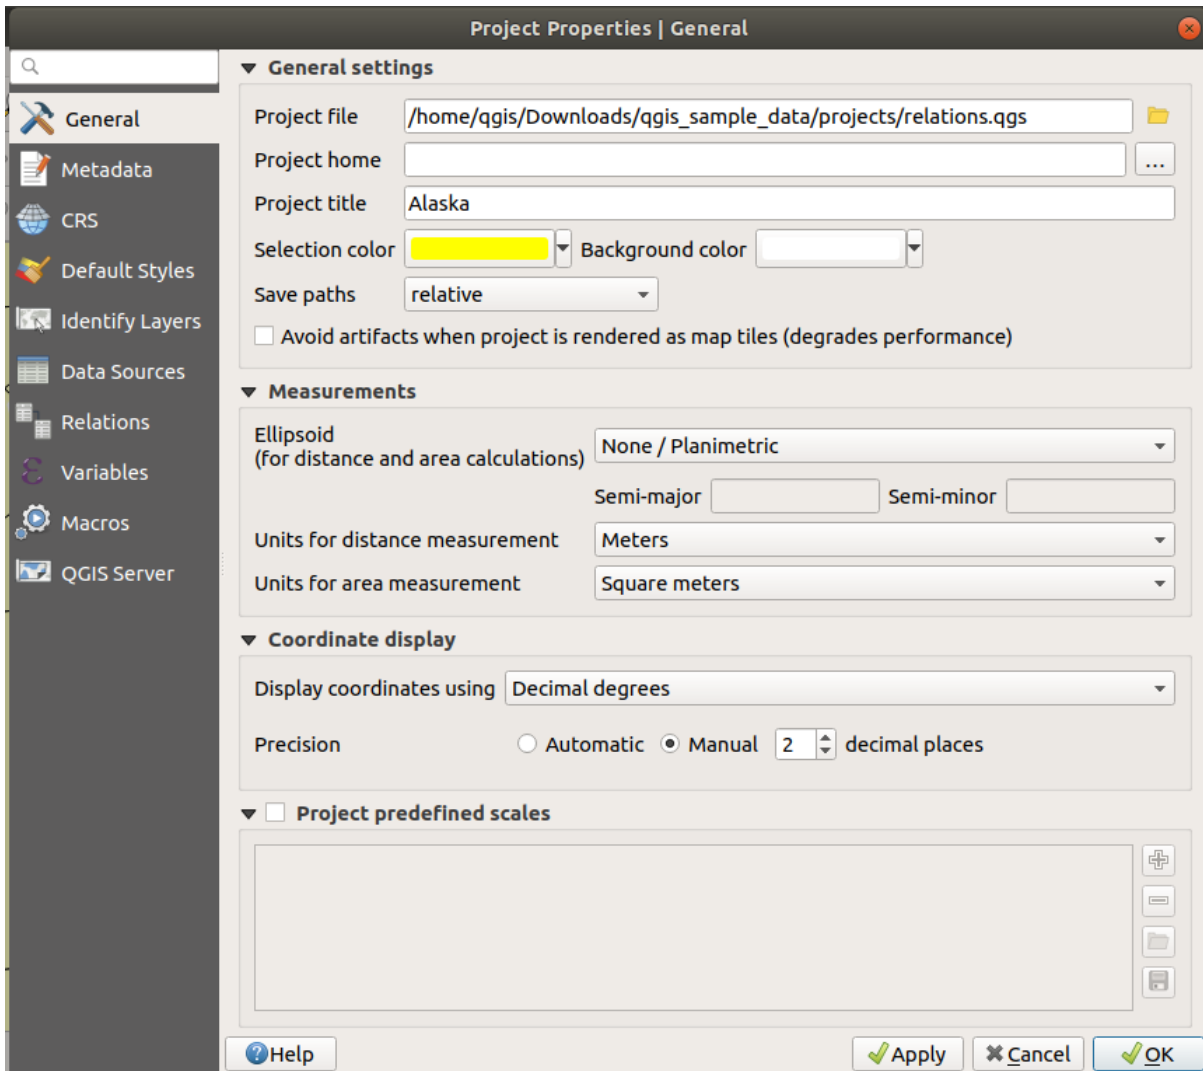 Project Properties | General
General
Metadata
CRS
Default Styles
Identify Layers
Data Sources
Relations
Variables
Macros
QGIS Server
General settings
Project file /home/qgis/Downloads/qgis_sample_data/projects/relations.qgs
Project home ...
Project title Alaska
Selection color Background color
Save paths relative
Avoid artifacts when project is rendered as map tiles (degrades performance)
Measurements
Ellipsoid
(for distance and area calculations) None / Planimetric
Semi-major Semi-minor
Units for distance measurement Meters
Units for area measurement Square meters
Coordinate display
Display coordinates using Decimal degrees
Precision Automatic Manual 2 decimal places
Project predefined scales
Help Apply Cancel OK